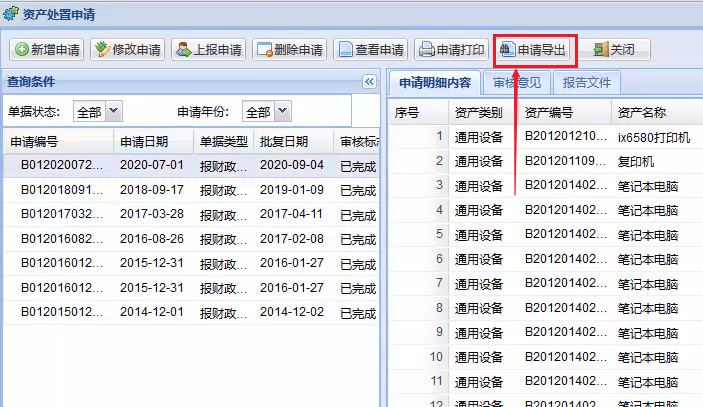 资产处置申请
新增申请 修改申请 上报申请 删除申请 查看申请 申请打印 申请导出 关闭
查询条件
单据状态： 全部 申请年份： 全部
申请编号 申请日期 单据类型 批复日期 审核标志
B012020072... 2020-07-01 报财政... 2020-09-04 已完成
B012018091... 2018-09-17 报财政... 2019-01-09 已完成
B012017032... 2017-03-28 报财政... 2017-04-11 已完成
B012016082... 2016-08-26 报财政... 2017-02-08 已完成
B012016012... 2015-12-31 报财政... 2016-01-27 已完成
B012016012... 2015-12-31 报财政... 2016-01-27 已完成
B012015012... 2014-12-01 报财政... 2014-12-02 已完成
申请明细内容 审核意见 报告文件
序号 资产类别 资产编号 资产名称
1 通用设备 B201201210... ix6580打印机
2 通用设备 B201201109... 复印机
3 通用设备 B201201402... 笔记本电脑
4 通用设备 B201201402... 笔记本电脑
5 通用设备 B201201402... 笔记本电脑
6 通用设备 B201201402... 笔记本电脑
7 通用设备 B201201402... 笔记本电脑
8 通用设备 B201201402... 笔记本电脑
9 通用设备 B201201402... 笔记本电脑
10 通用设备 B201201402... 笔记本电脑
11 通用设备 B201201402... 笔记本电脑
12 通用设备 B201201402... 笔记本电脑